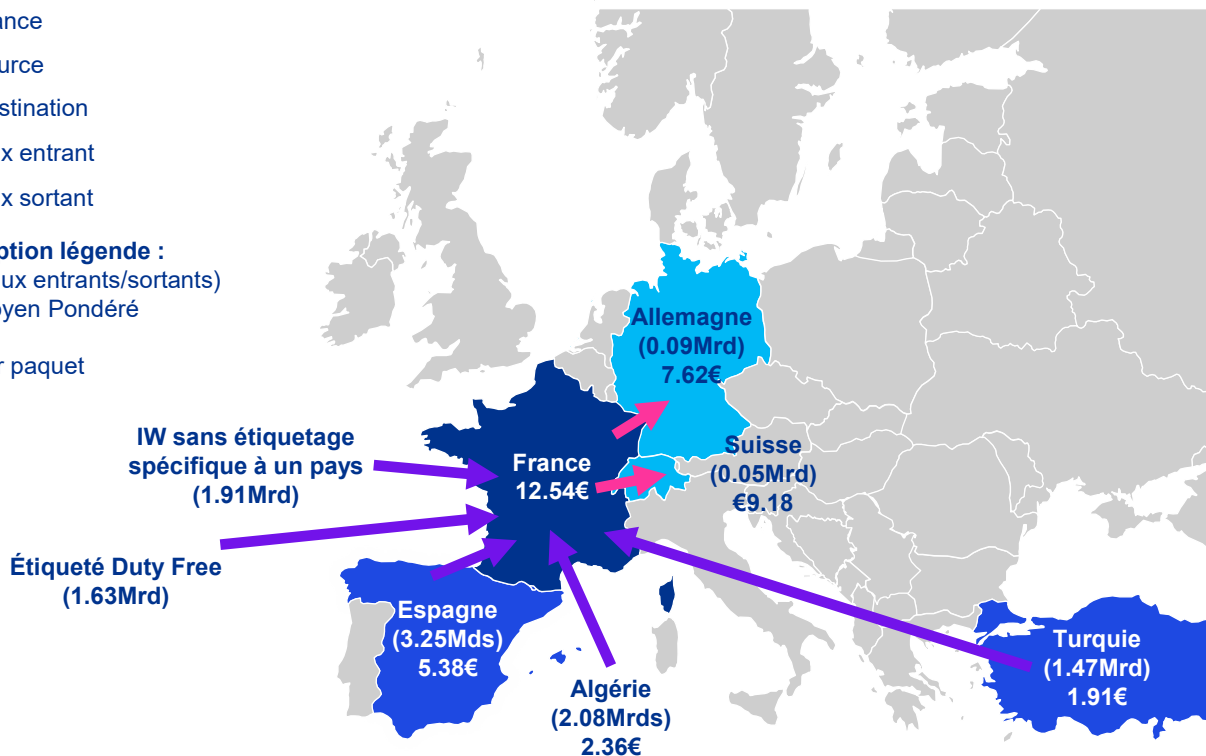 ance
urce
stination
x entrant
x sortant
ption légende :
ux entrants/sortants)
yen Pondéré
r paquet
Allemagne
(0.09Mrd)
7.62€
IW sans étiquetage
spécifique à un pays
(1.91Mrd)
France
12.54€
Suisse
(0.05Mrd)
€9.18
Étiqueté Duty Free
(1.63Mrd)
Espagne
(3.25Mds)
5.38€
Algérie
(2.08Mrds)
2.36€
Turquie
(1.47Mrd)
1.91€